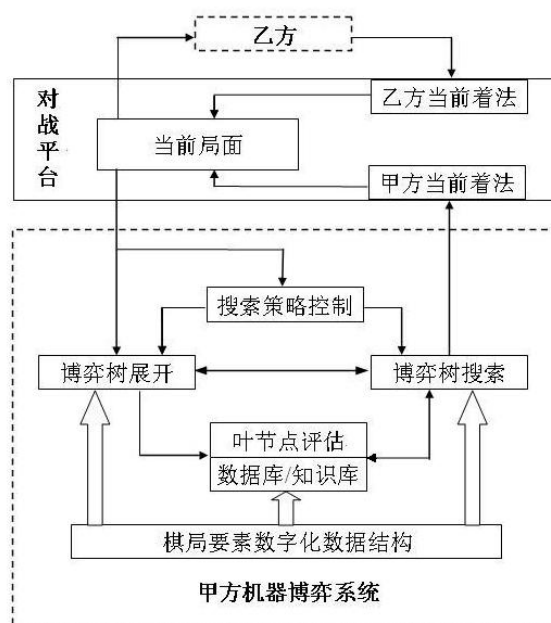 乙方
对战平台
乙方当前着法
当前局面
甲方当前着法
搜索策略控制
博弈树展开
博弈树搜索
叶节点评估
数据库/知识库
棋局要素数字化数据结构
甲方机器博弈系统